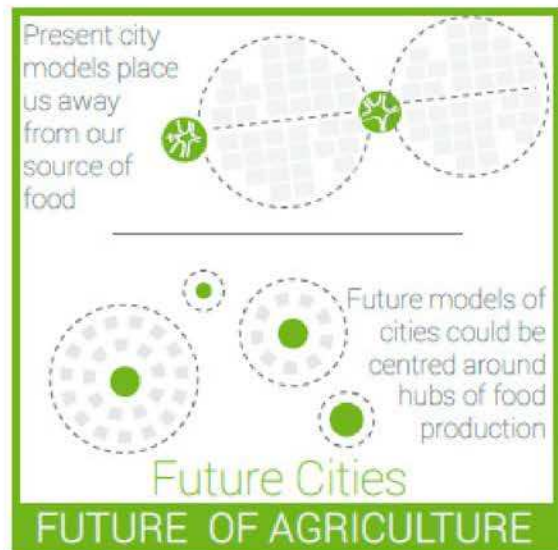 Present city
models place
us away
from our
source of
food
Future models of
cities could be
centred around
hubs of food
production
Future Cities
FUTURE OF AGRICULTURE